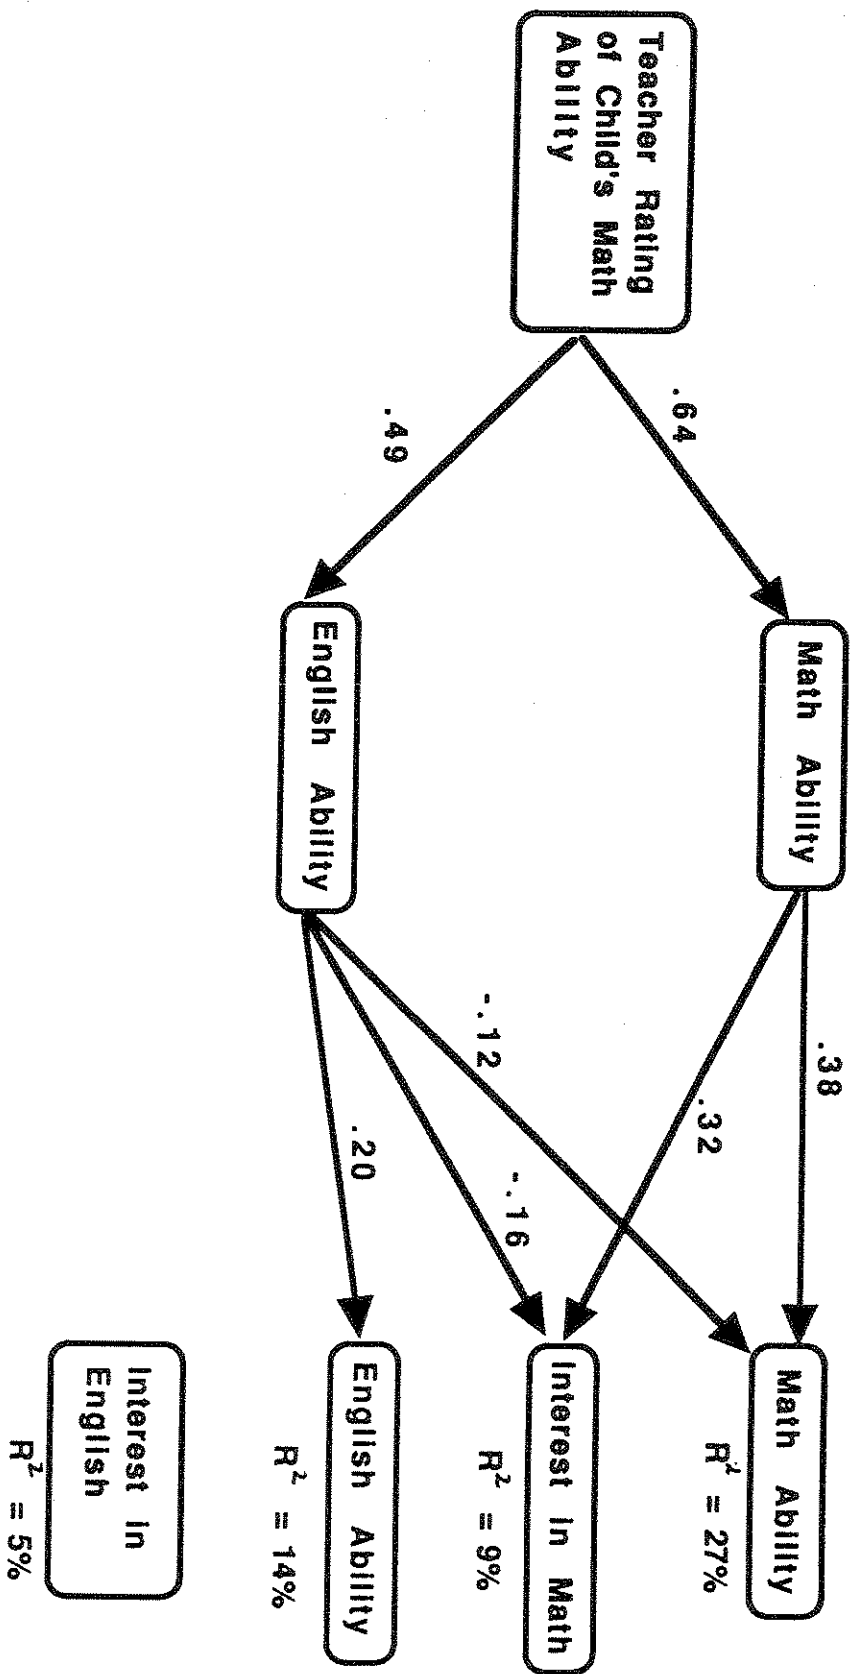 Teacher Rating
of Child's Math
Ability
.64
.49
Math Ability
English Ability
.38
.32
-.12
-.16
.20
Math Ability
R² = 27%
Interest in Math
R² = 9%
English Ability
R² = 14%
Interest in
English
R² = 5%